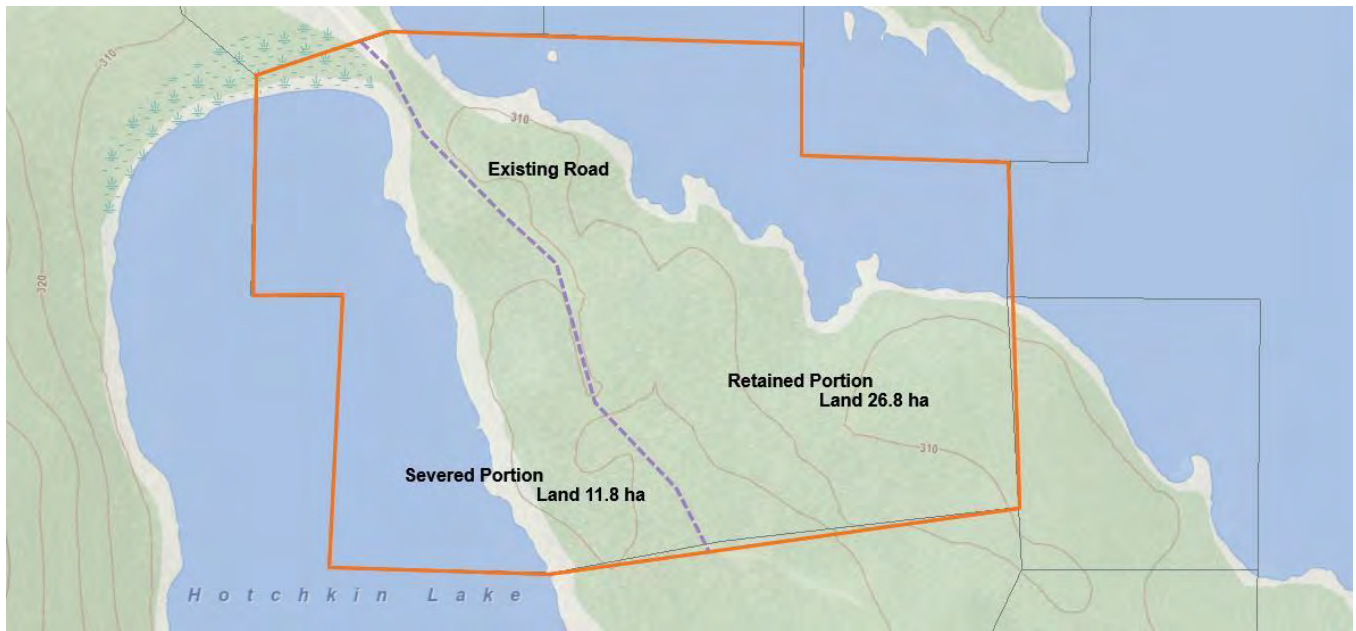 310
310
Existing Road
320
Retained Portion
Land 26.8 ha
310
Severed Portion
Land 11.8 ha
Hotchkin Lake